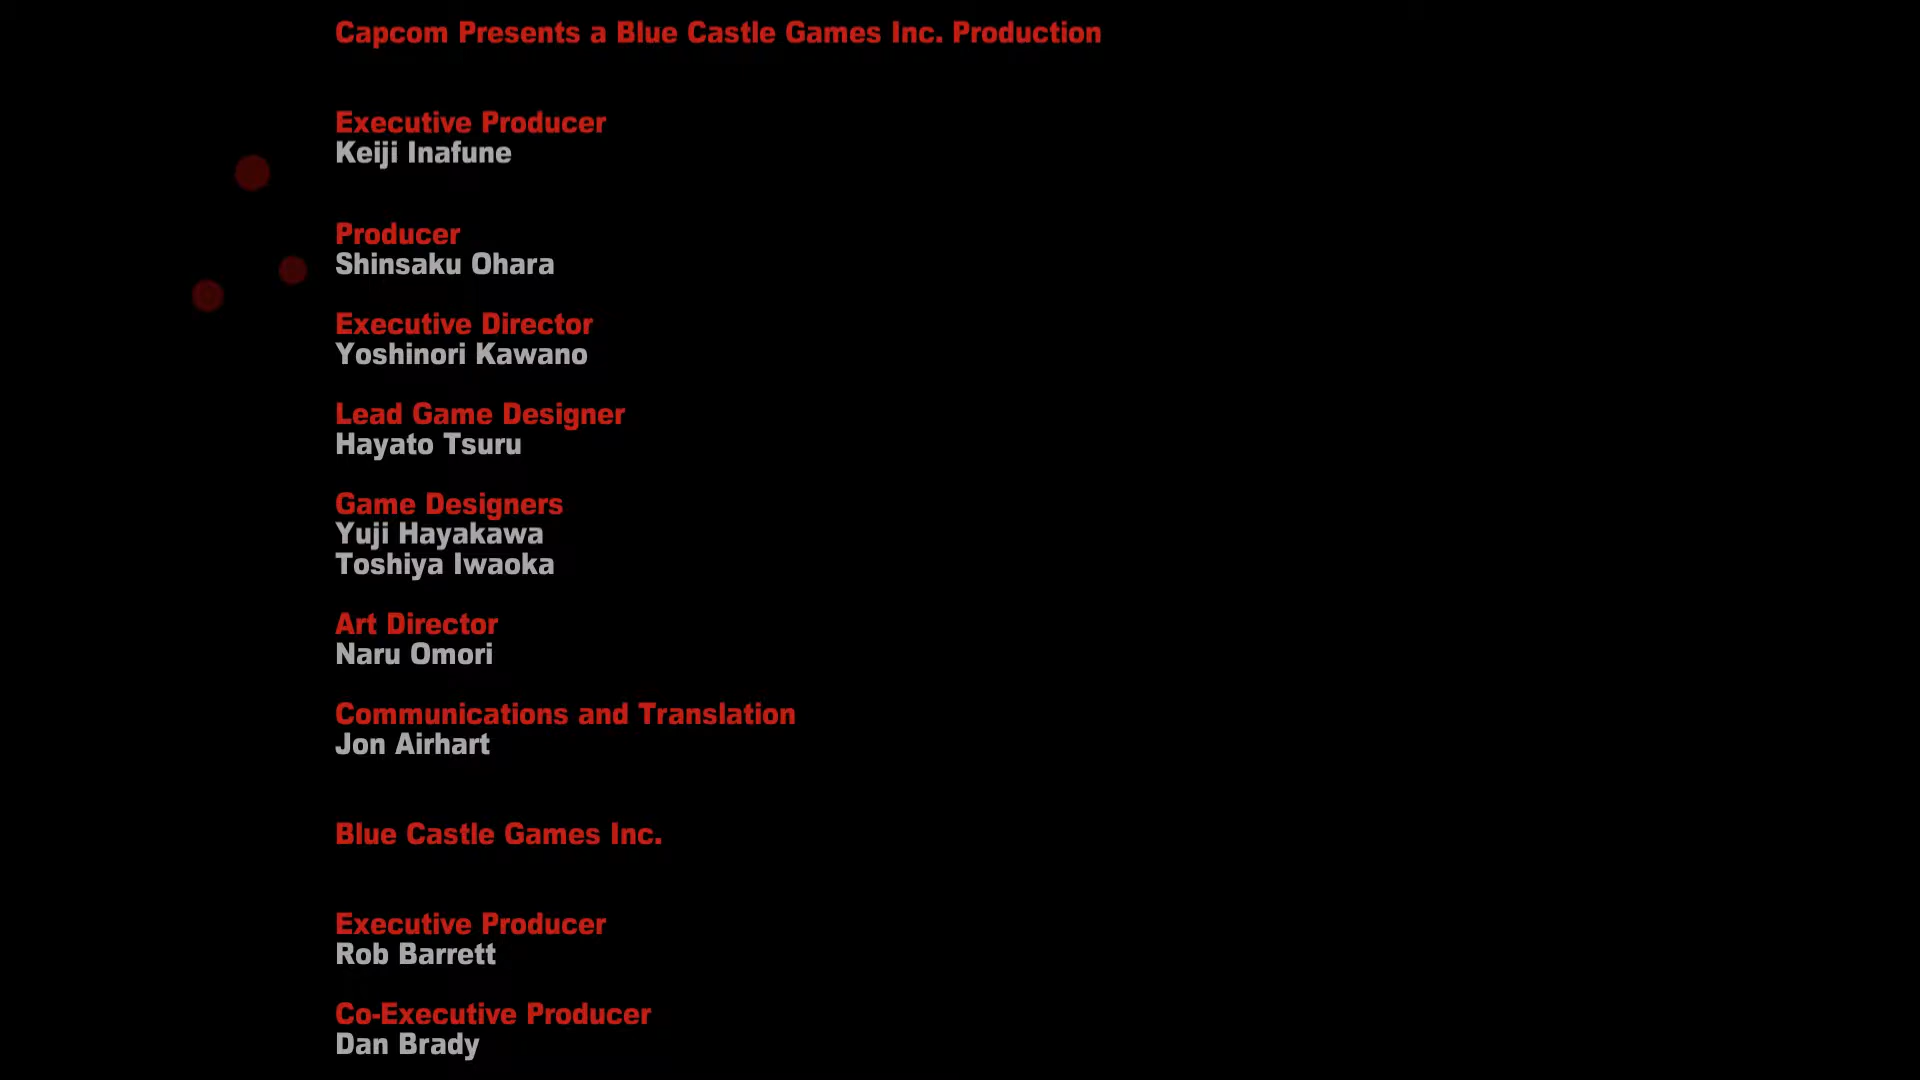 Capcom Presents a Blue Castle Games Inc. Production
Executive Producer
Keiji Inafune
Producer
Shinsaku Ohara
Executive Director
Yoshinori Kawano
Lead Game Designer
Hayato Tsuru
Game Designers
Yuji Hayakawa
Toshiya Iwaoka
Art Director
Naru Omori
Communications and Translation
Jon Airhart
Blue Castle Games Inc.
Executive Producer
Rob Barrett
Co-Executive Producer
Dan Brady